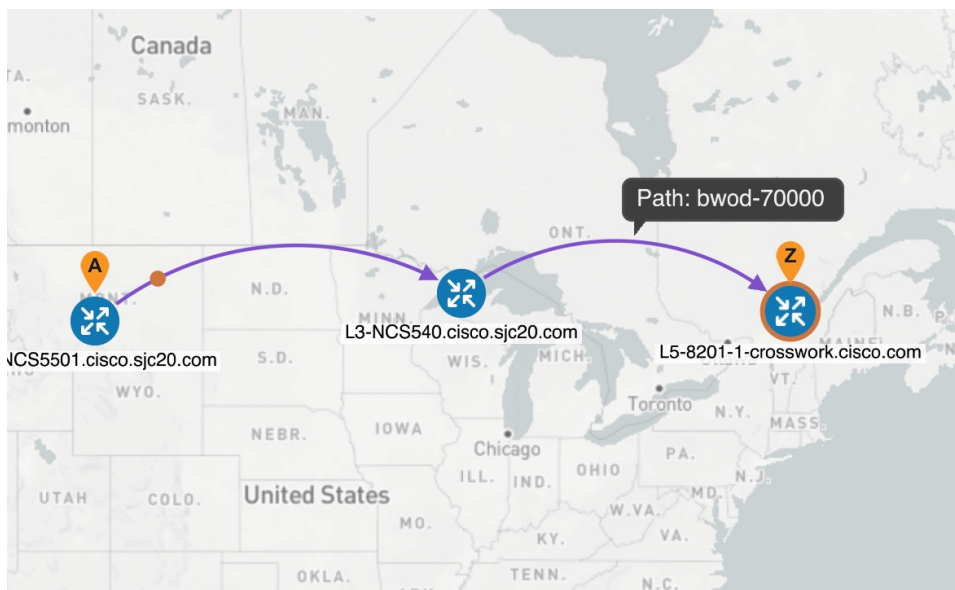 Canada
TA.
SASK.
MAN.
monton
Path: bwod-70000
ONT.
A
Z
MONT.
N.D.
MINN.
N.B.
P.
L3-NCS540.cisco.sjc20.com
NCS5501.cisco.sjc20.com
L5-8201-1-crosswork.cisco.com
MAINE
S.D.
WIS.
MICH.
WYO.
VT.
Toronto
N.Y.
MASS.
NEBR.
IOWA
Chicago
PA.
ILL.
IND.
OHIO
N.J.
UTAH
COLO.
United States
MD.
W.VA.
MO.
KY.
VA.
OKLA.
TENN.
N.C.